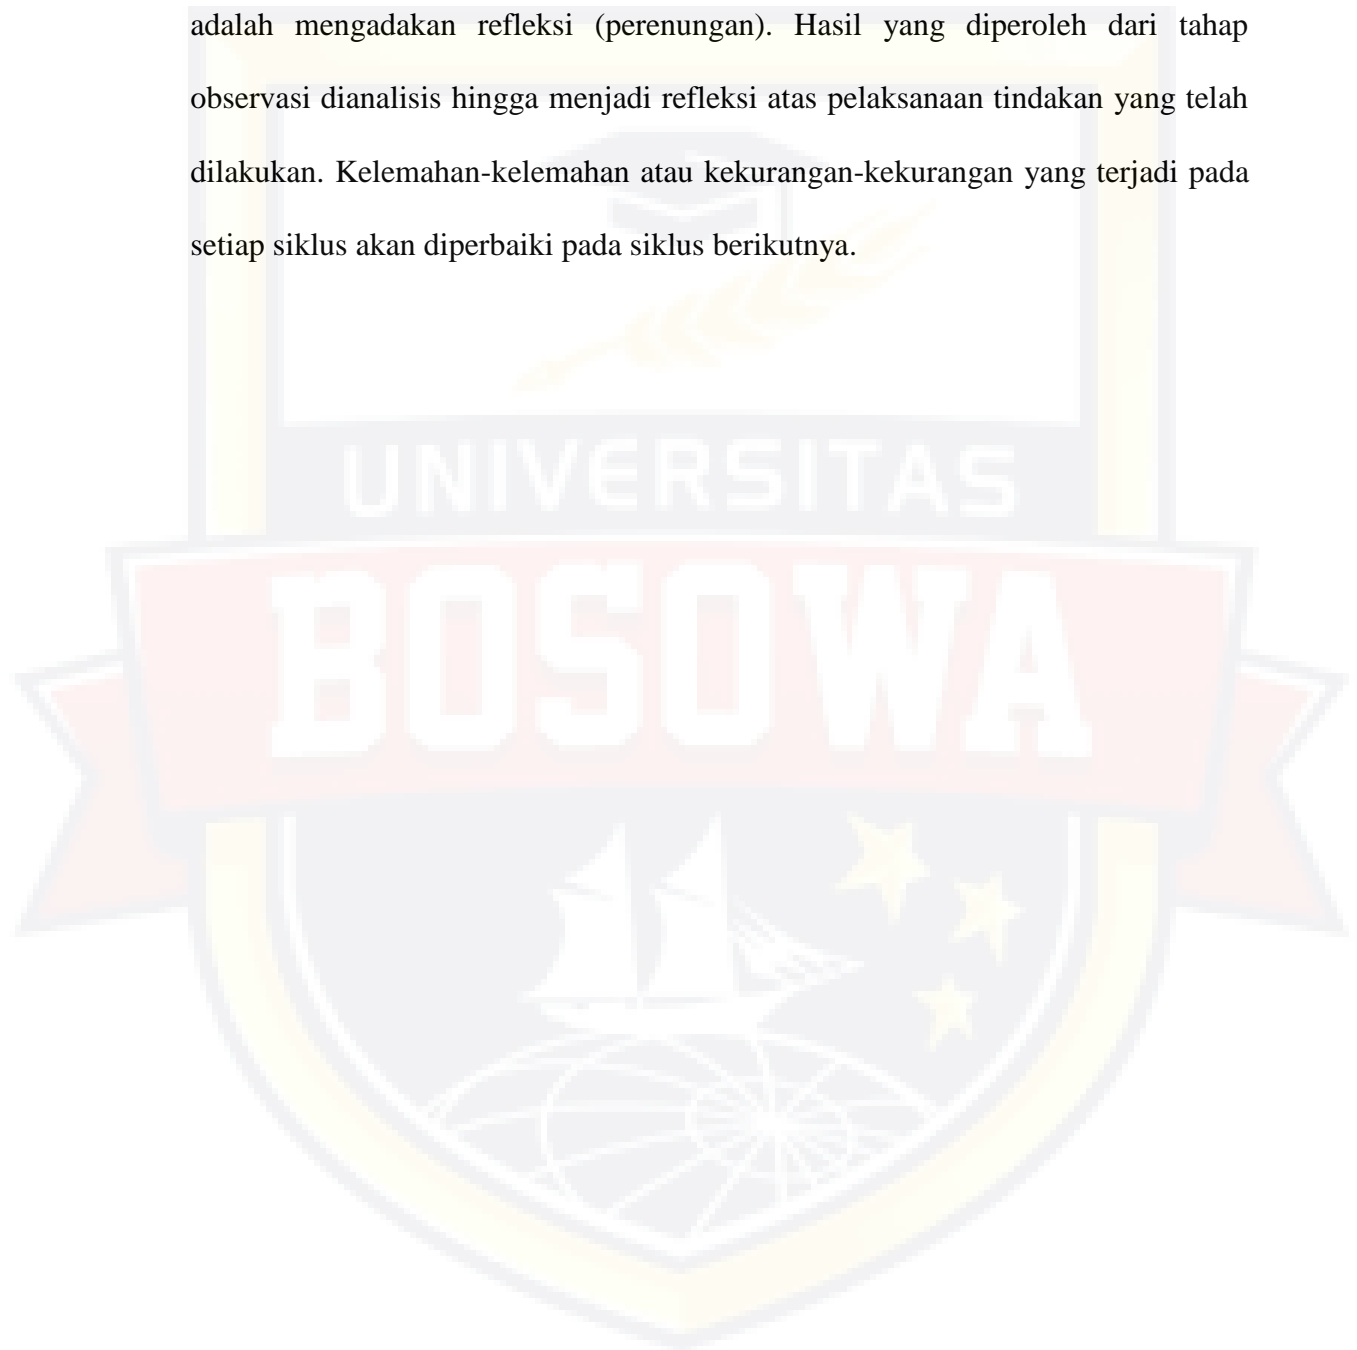 adalah mengadakan refleksi (perenungan). Hasil yang diperoleh dari tahap
observasi dianalisis hingga menjadi refleksi atas pelaksanaan tindakan yang telah
dilakukan. Kelemahan-kelemahan atau kekurangan-kekurangan yang terjadi pada
setiap siklus akan diperbaiki pada siklus berikutnya.
UNIVERSITAS
BOSOWA